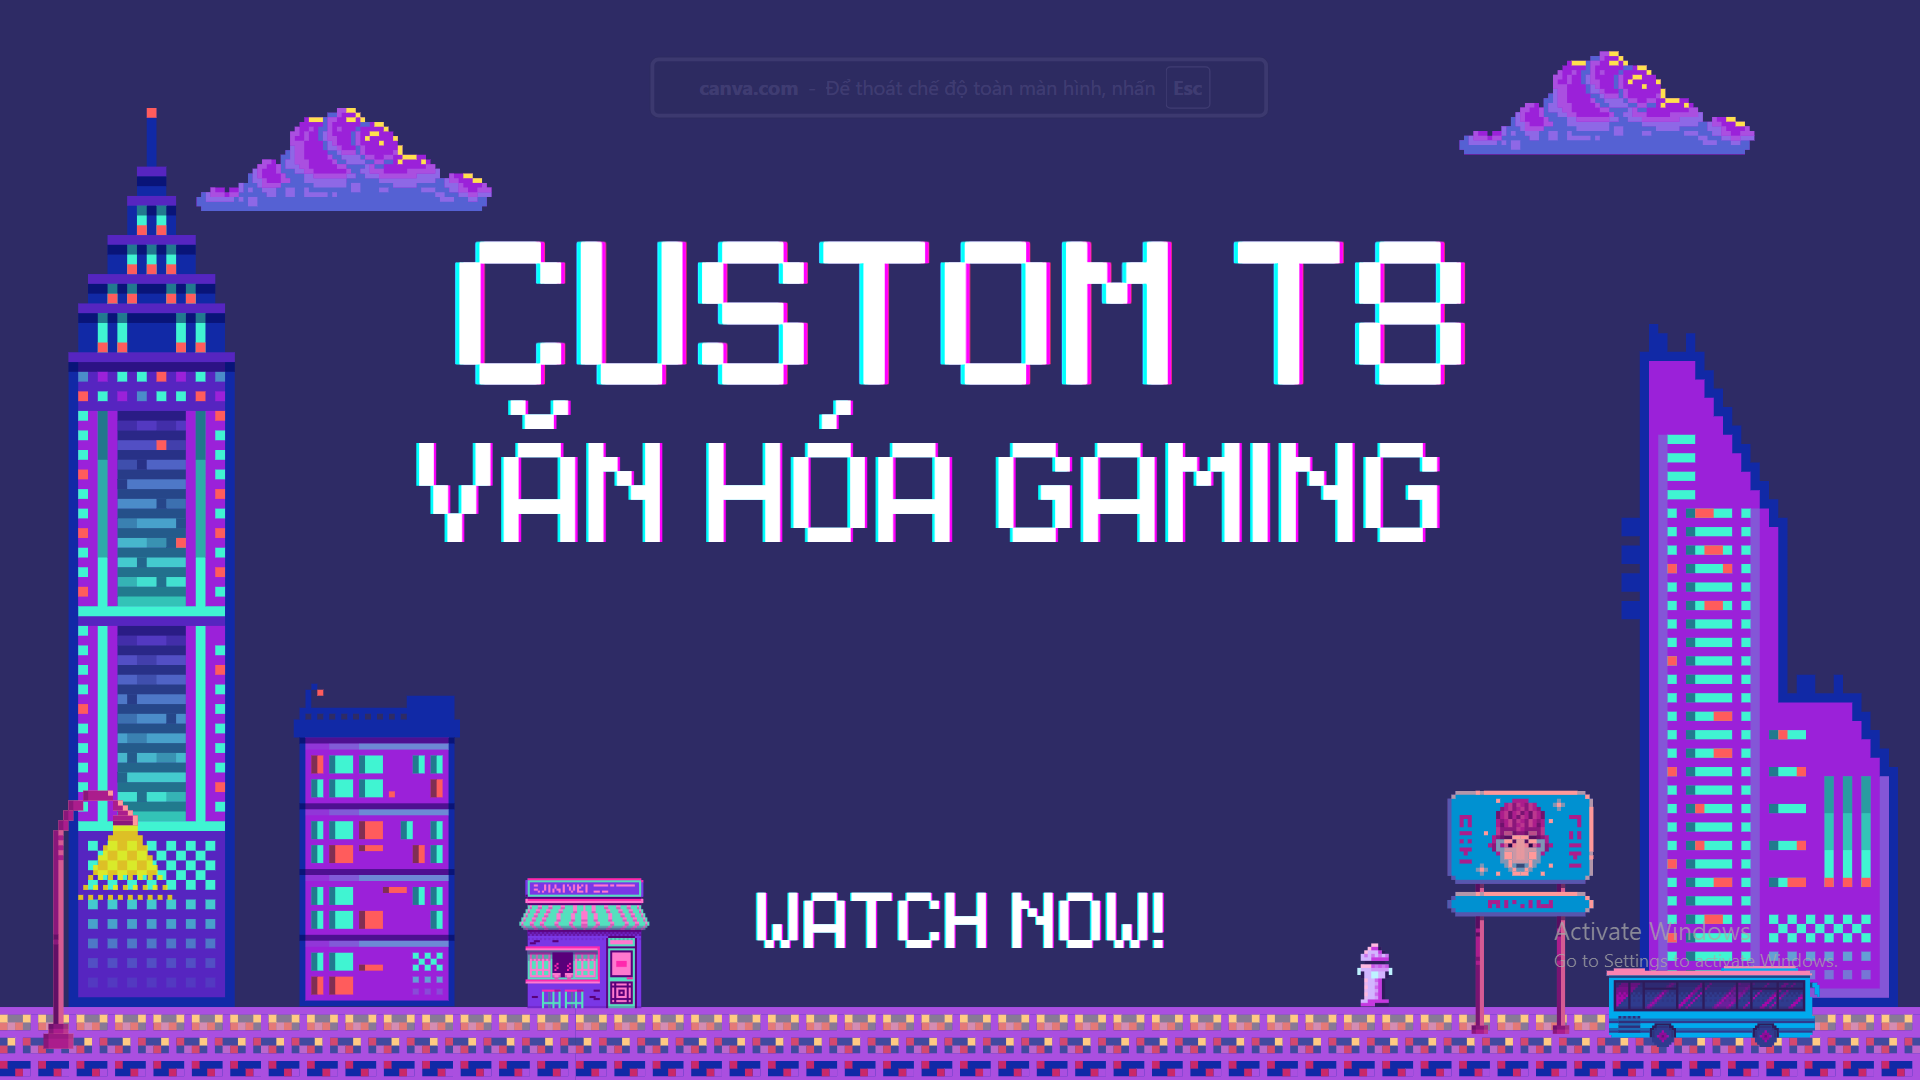 canva.com - Để thoát chế độ toàn màn hình, nhấn Esc
CUSTOM T8
VĂN HÓA GAMING
WATCH NOW!
Activate Windows
Go to Settings to activate Windows.